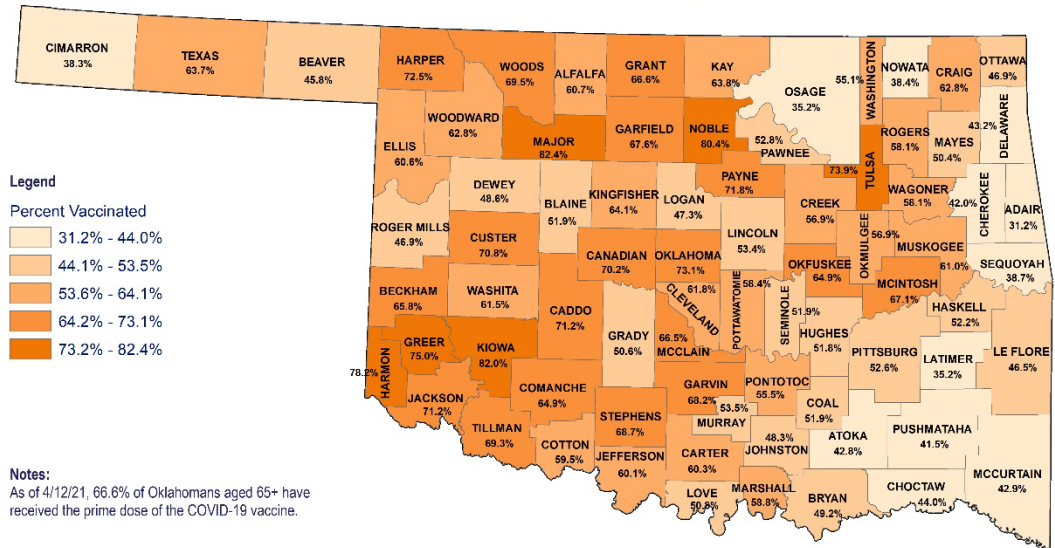 CIMARRON
38.3%
TEXAS
63.7%
BEAVER
45.8%
HARPER
72.5%
WOODS
69.5%
ALFALFA
60.7%
GRANT
66.6%
KAY
63.8%
OSAGE
35.2%
WASHINGTON
55.1%
NOWATA
38.4%
CRAIG
62.8%
OTTAWA
46.9%
WOODWARD
62.8%
ELLIS
60.6%
MAJOR
82.4%
GARFIELD
67.6%
NOBLE
80.4%
52.8%
PAWNEE
TULSA
73.9%
ROGERS
58.1%
MAYES
50.4%
DELAWARE
43.2%
DEWEY
48.6%
BLAINE
51.9%
KINGFISHER
64.1%
LOGAN
47.3%
PAYNE
71.8%
CREEK
56.9%
WAGONER
58.1%
CHEROKEE
42.0%
ADAIR
31.2%
ROGER MILLS
46.9%
CUSTER
70.8%
CANADIAN
70.2%
OKLAHOMA
73.1%
LINCOLN
53.4%
OKFUSKEE
64.9%
OKMULGEE
56.9%
MUSKOGEE
61.0%
SEQUOYAH
38.7%
BECKHAM
65.8%
WASHITA
61.5%
CADDO
71.2%
GRADY
50.6%
61.8%
CLEVELAND
POTTAWATOMIE
58.4%
SEMINOLE
51.9%
HUGHES
51.8%
MCINTOSH
67.1%
HASKELL
52.2%
PITTSBURG
52.6%
LATIMER
35.2%
LE FLORE
46.5%
HARMON
78.2%
GREER
75.0%
KIOWA
82.0%
JACKSON
71.2%
COMANCHE
64.9%
66.5%
MCCLAIN
GARVIN
68.2%
PONTOTOC
55.5%
COAL
51.9%
TILLMAN
69.3%
COTTON
59.5%
STEPHENS
68.7%
JEFFERSON
60.1%
53.5%
MURRAY
CARTER
60.3%
48.3%
JOHNSTON
ATOKA
42.8%
PUSHMATAHA
41.5%
LOVE
50.8%
MARSHALL
58.8%
BRYAN
49.2%
CHOCTAW
44.0%
MCCURTAIN
42.9%
Legend
Percent Vaccinated
31.2% - 44.0%
44.1% - 53.5%
53.6% - 64.1%
64.2% - 73.1%
73.2% - 82.4%
Notes:
As of 4/12/21, 66.6% of Oklahomans aged 65+ have
received the prime dose of the COVID-19 vaccine.